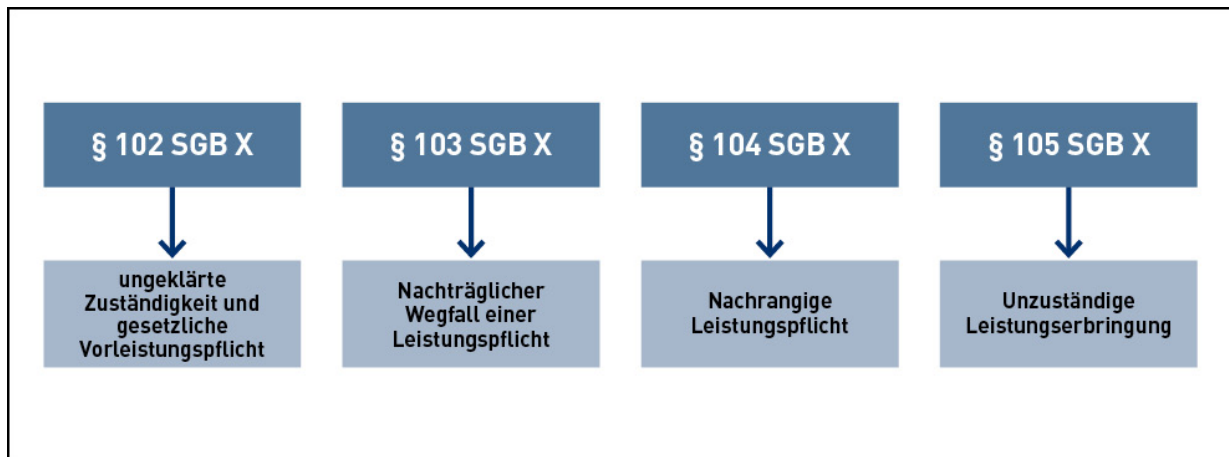 § 102 SGB X
§ 103 SGB X
§ 104 SGB X
§ 105 SGB X
ungeklärte
Zuständigkeit und
gesetzliche
Vorleistungspflicht
Nachträglicher
Wegfall einer
Leistungspflicht
Nachrangige
Leistungspflicht
Unzuständige
Leistungserbringung